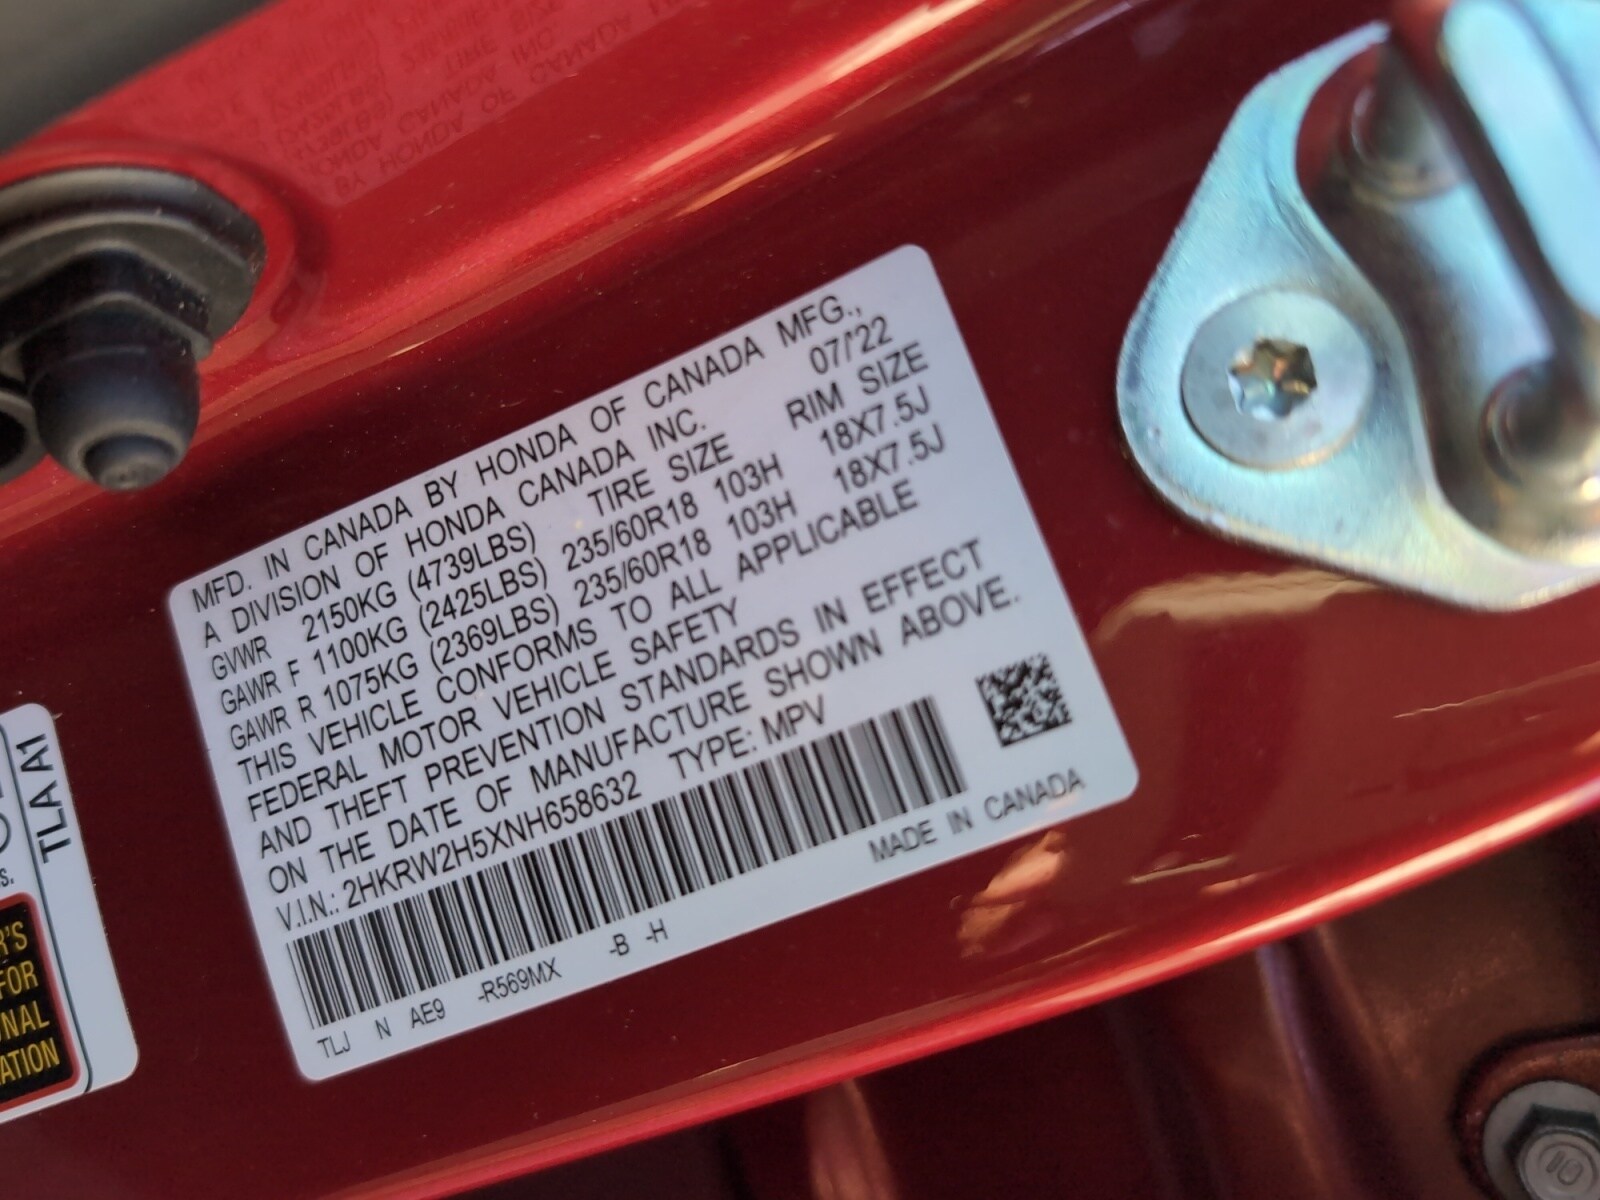 MFD. IN CANADA BY HONDA OF CANADA MFG.,
A DIVISION OF HONDA CANADA INC. 07/'22
GVWR 2150KG (4739LBS) TIRE SIZE RIM SIZE
GAWR F 1100KG (2425LBS) 235/60R18 103H 18X7.5J
GAWR R 1075KG (2369LBS) 235/60R18 103H 18X7.5J
THIS VEHICLE CONFORMS TO ALL APPLICABLE
FEDERAL MOTOR VEHICLE SAFETY
AND THEFT PREVENTION STANDARDS IN EFFECT
ON THE DATE OF MANUFACTURE SHOWN ABOVE.
V.I.N.: 2HKRW2H5XNH658632 TYPE: MPV
TLJ N AE9 -R569MX -B -H MADE IN CANADA
TLA A1
S.
R'S
FOR
NAL
ATION